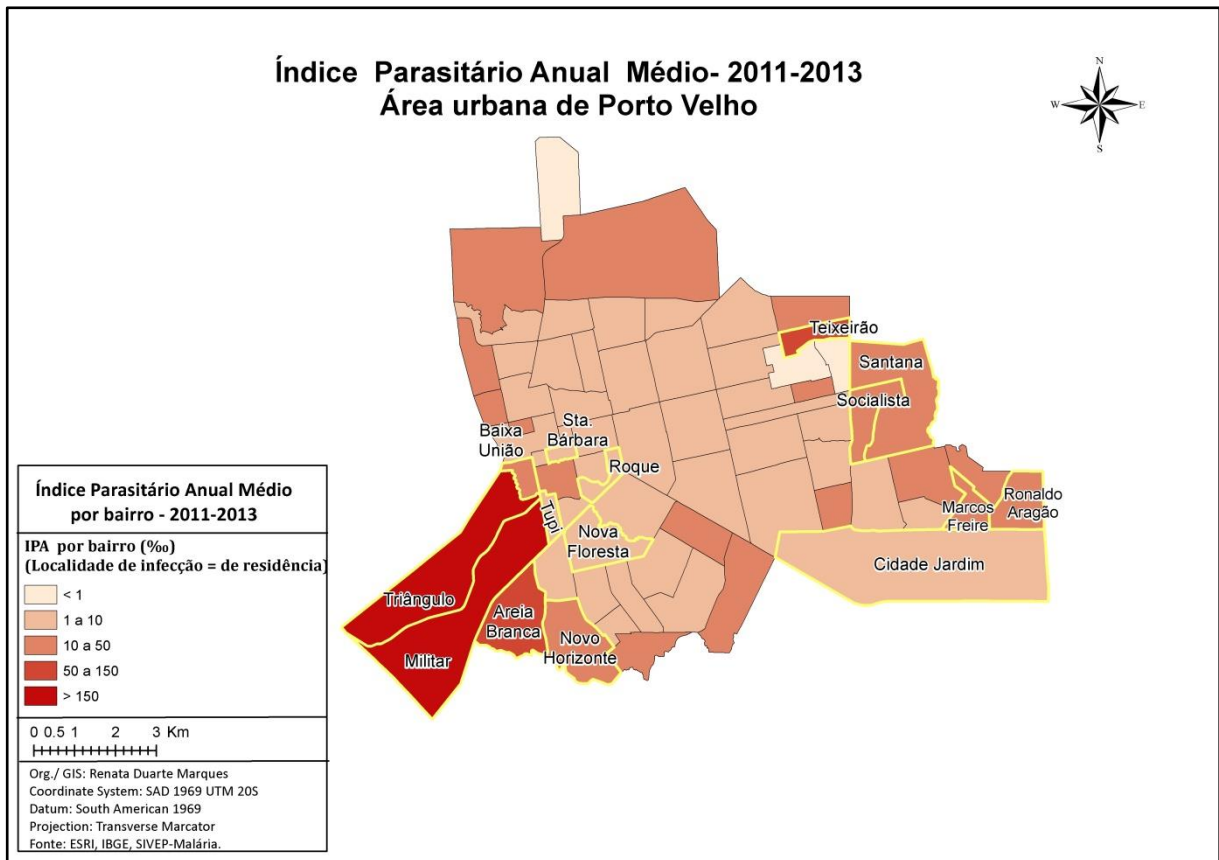 Índice Parasitário Anual Médio- 2011-2013
Área urbana de Porto Velho
N
W
E
S
Teixeirão
Santana
Socialista
Baixa
União
Sta.
Bárbara
Roque
Tupi
Nova
Floresta
Marcos
Freire
Ronaldo
Aragão
Cidade Jardim
Triângulo
Areia
Branca
Militar
Novo
Horizonte
Índice Parasitário Anual Médio
por bairro - 2011-2013
IPA por bairro (‰)
(Localidade de infecção = de residência)
< 1
1 a 10
10 a 50
50 a 150
> 150
0 0.5 1 2 3 Km
Org./ GIS: Renata Duarte Marques
Coordinate System: SAD 1969 UTM 20S
Datum: South American 1969
Projection: Transverse Marcator
Fonte: ESRI, IBGE, SIVEP-Malária.